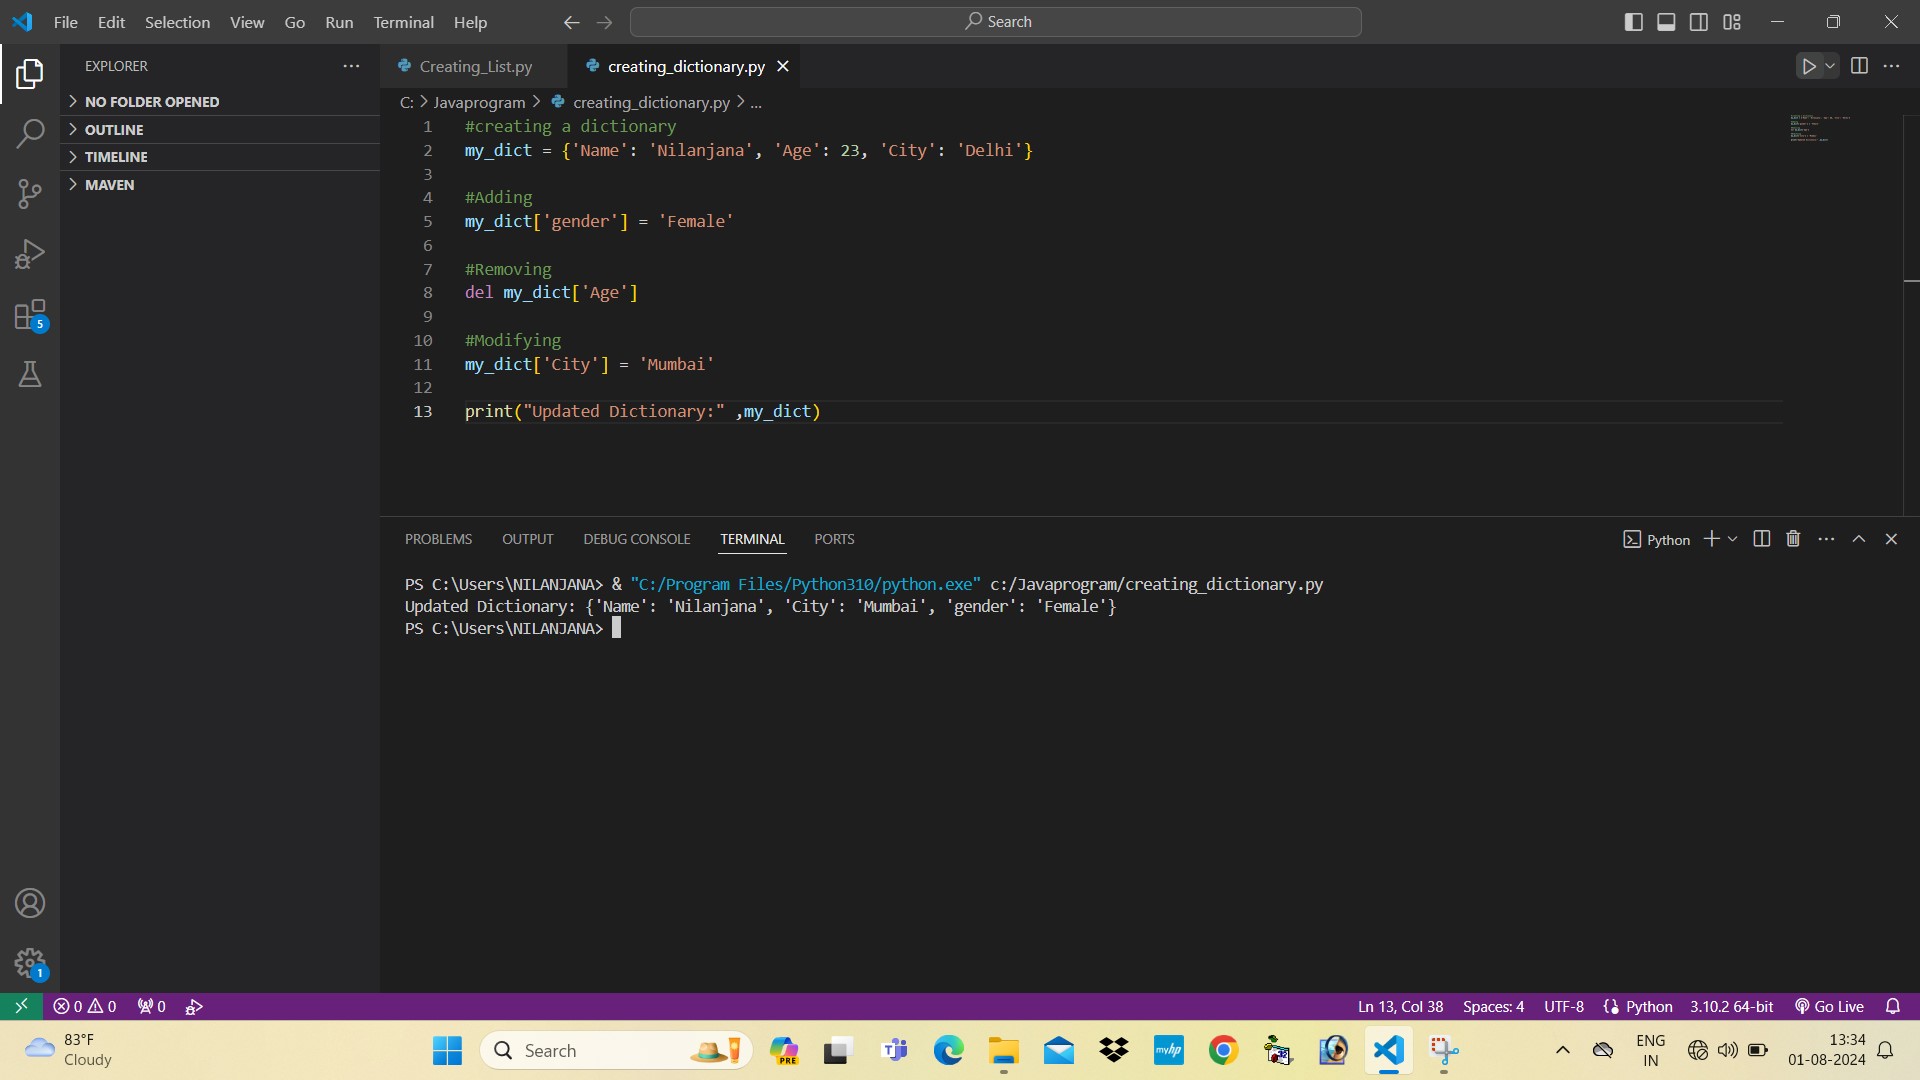 File Edit Selection View Go Run Terminal Help
Search
EXPLORER
Creating_List.py
creating_dictionary.py
NO FOLDER OPENED
OUTLINE
TIMELINE
MAVEN
C: > Javaprogram > creating_dictionary.py > ...
1 #creating a dictionary
2 my_dict = {'Name': 'Nilanjana', 'Age': 23, 'City': 'Delhi'}
3
4 #Adding
5 my_dict['gender'] = 'Female'
6
7 #Removing
8 del my_dict['Age']
9
10 #Modifying
11 my_dict['City'] = 'Mumbai'
12
13 print("Updated Dictionary:" ,my_dict)
5
PROBLEMS OUTPUT DEBUG CONSOLE TERMINAL PORTS
Python
PS C:\Users\NILANJANA> & "C:/Program Files/Python310/python.exe" c:/Javaprogram/creating_dictionary.py
Updated Dictionary: {'Name': 'Nilanjana', 'City': 'Mumbai', 'gender': 'Female'}
PS C:\Users\NILANJANA>
1
0 0 0
Ln 13, Col 38 Spaces: 4 UTF-8 Python 3.10.2 64-bit Go Live
83°F
Cloudy
Search
PRE
myhp
ENG
IN
13:34
01-08-2024